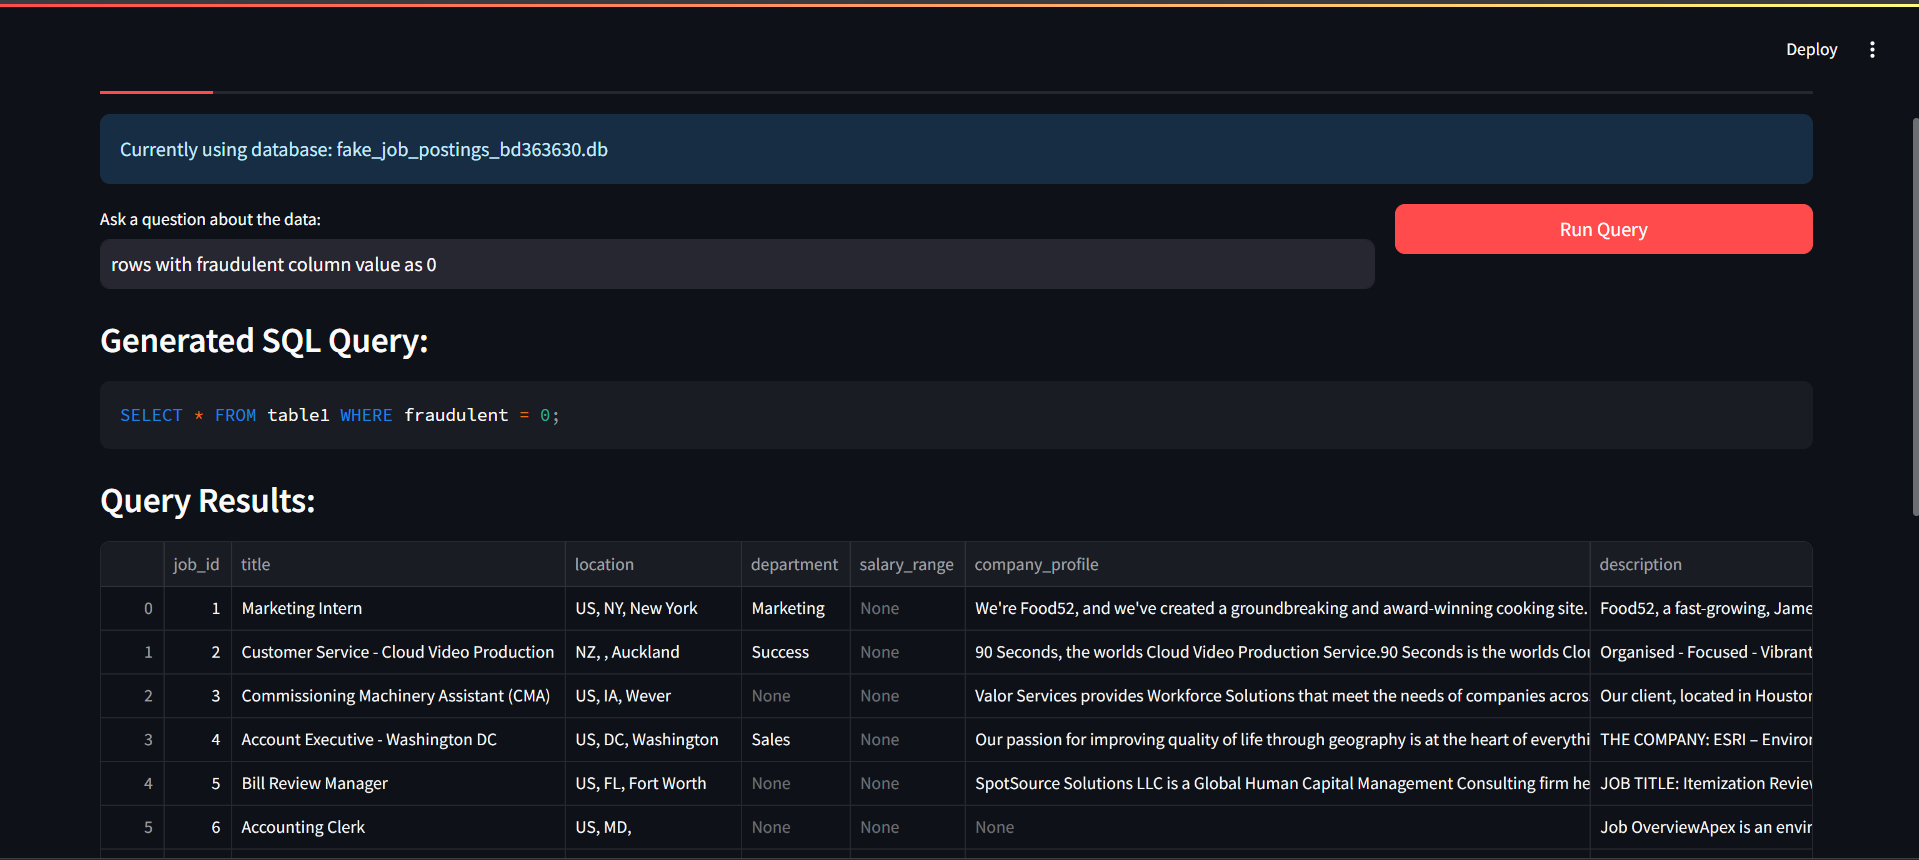 Deploy
Currently using database: fake_job_postings_bd363630.db
Ask a question about the data:
Run Query
rows with fraudulent column value as 0
Generated SQL Query:
SELECT * FROM table1 WHERE fraudulent = 0;
Query Results:
job_id title location department salary_range company_profile description
0 1 Marketing Intern US, NY, New York Marketing None We're Food52, and we've created a groundbreaking and award-winning cooking site. Food52, a fast-growing, Jame
1 2 Customer Service - Cloud Video Production NZ, , Auckland Success None 90 Seconds, the worlds Cloud Video Production Service.90 Seconds is the worlds Clou Organised - Focused - Vibrant
2 3 Commissioning Machinery Assistant (CMA) US, IA, Wever None None Valor Services provides Workforce Solutions that meet the needs of companies acros Our client, located in Houston
3 4 Account Executive - Washington DC US, DC, Washington Sales None Our passion for improving quality of life through geography is at the heart of everythi THE COMPANY: ESRI – Enviro
4 5 Bill Review Manager US, FL, Fort Worth None None SpotSource Solutions LLC is a Global Human Capital Management Consulting firm he JOB TITLE: Itemization Review
5 6 Accounting Clerk US, MD, None None None Job OverviewApex is an envir